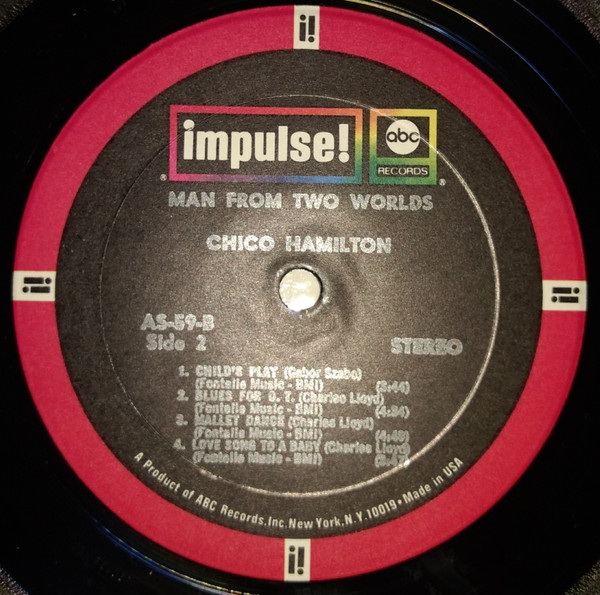 i!
impulse!
abc
RECORDS
®
®
MAN FROM TWO WORLDS
CHICO HAMILTON
i!
i!
AS-59-B
Side 2
STEREO
1. CHILD'S PLAY (Gabor Szabo)
(Fontelle Music - BMI) (3:44)
2. BLUES FOR O. T. (Charles Lloyd)
(Fontelle Music - BMI)
3. MALLET DANCE (Charles Lloyd)
(Fontelle Music - BMI)
4. LOVE SONG TO A BABY (Charles Lloyd)
(Fontelle Music - BMI)
A Product of ABC Records, Inc. New York, N.Y. 10019 • Made in USA
i!